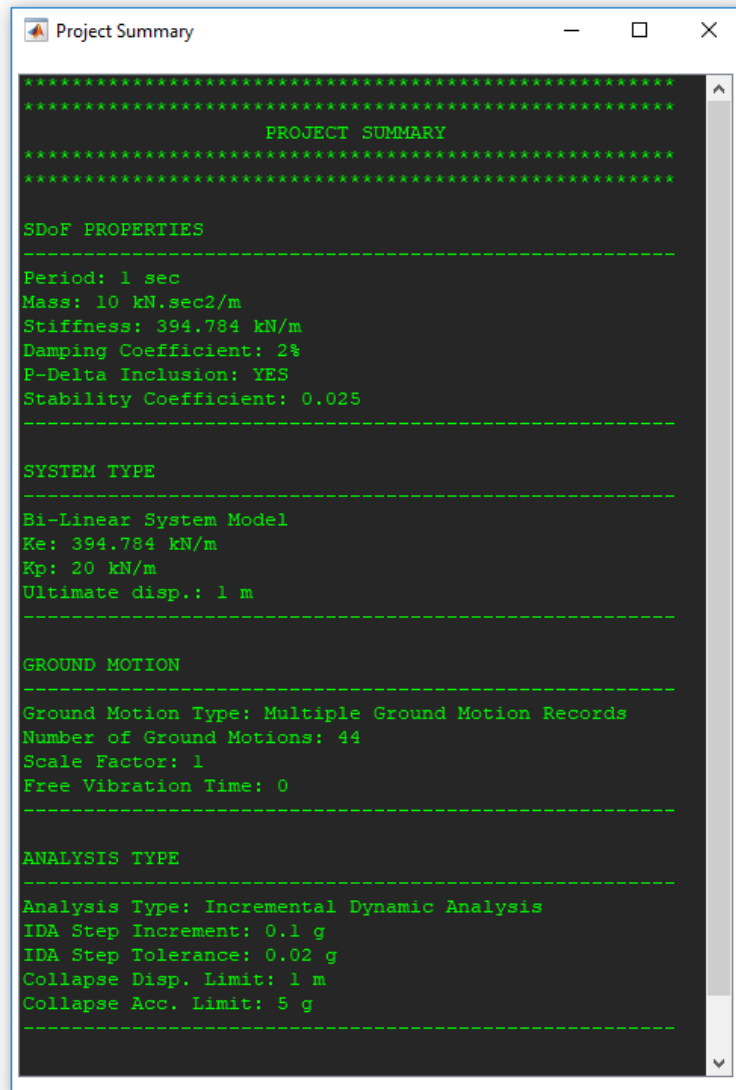 Project Summary
******************************************************
******************************************************
PROJECT SUMMARY
******************************************************
******************************************************
SDoF PROPERTIES
------------------------------------------------------
Period: 1 sec
Mass: 10 kN.sec2/m
Stiffness: 394.784 kN/m
Damping Coefficient: 2%
P-Delta Inclusion: YES
Stability Coefficient: 0.025
------------------------------------------------------
SYSTEM TYPE
------------------------------------------------------
Bi-Linear System Model
Ke: 394.784 kN/m
Kp: 20 kN/m
Ultimate disp.: 1 m
------------------------------------------------------
GROUND MOTION
------------------------------------------------------
Ground Motion Type: Multiple Ground Motion Records
Number of Ground Motions: 44
Scale Factor: 1
Free Vibration Time: 0
------------------------------------------------------
ANALYSIS TYPE
------------------------------------------------------
Analysis Type: Incremental Dynamic Analysis
IDA Step Increment: 0.1 g
IDA Step Tolerance: 0.02 g
Collapse Disp. Limit: 1 m
Collapse Acc. Limit: 5 g
------------------------------------------------------